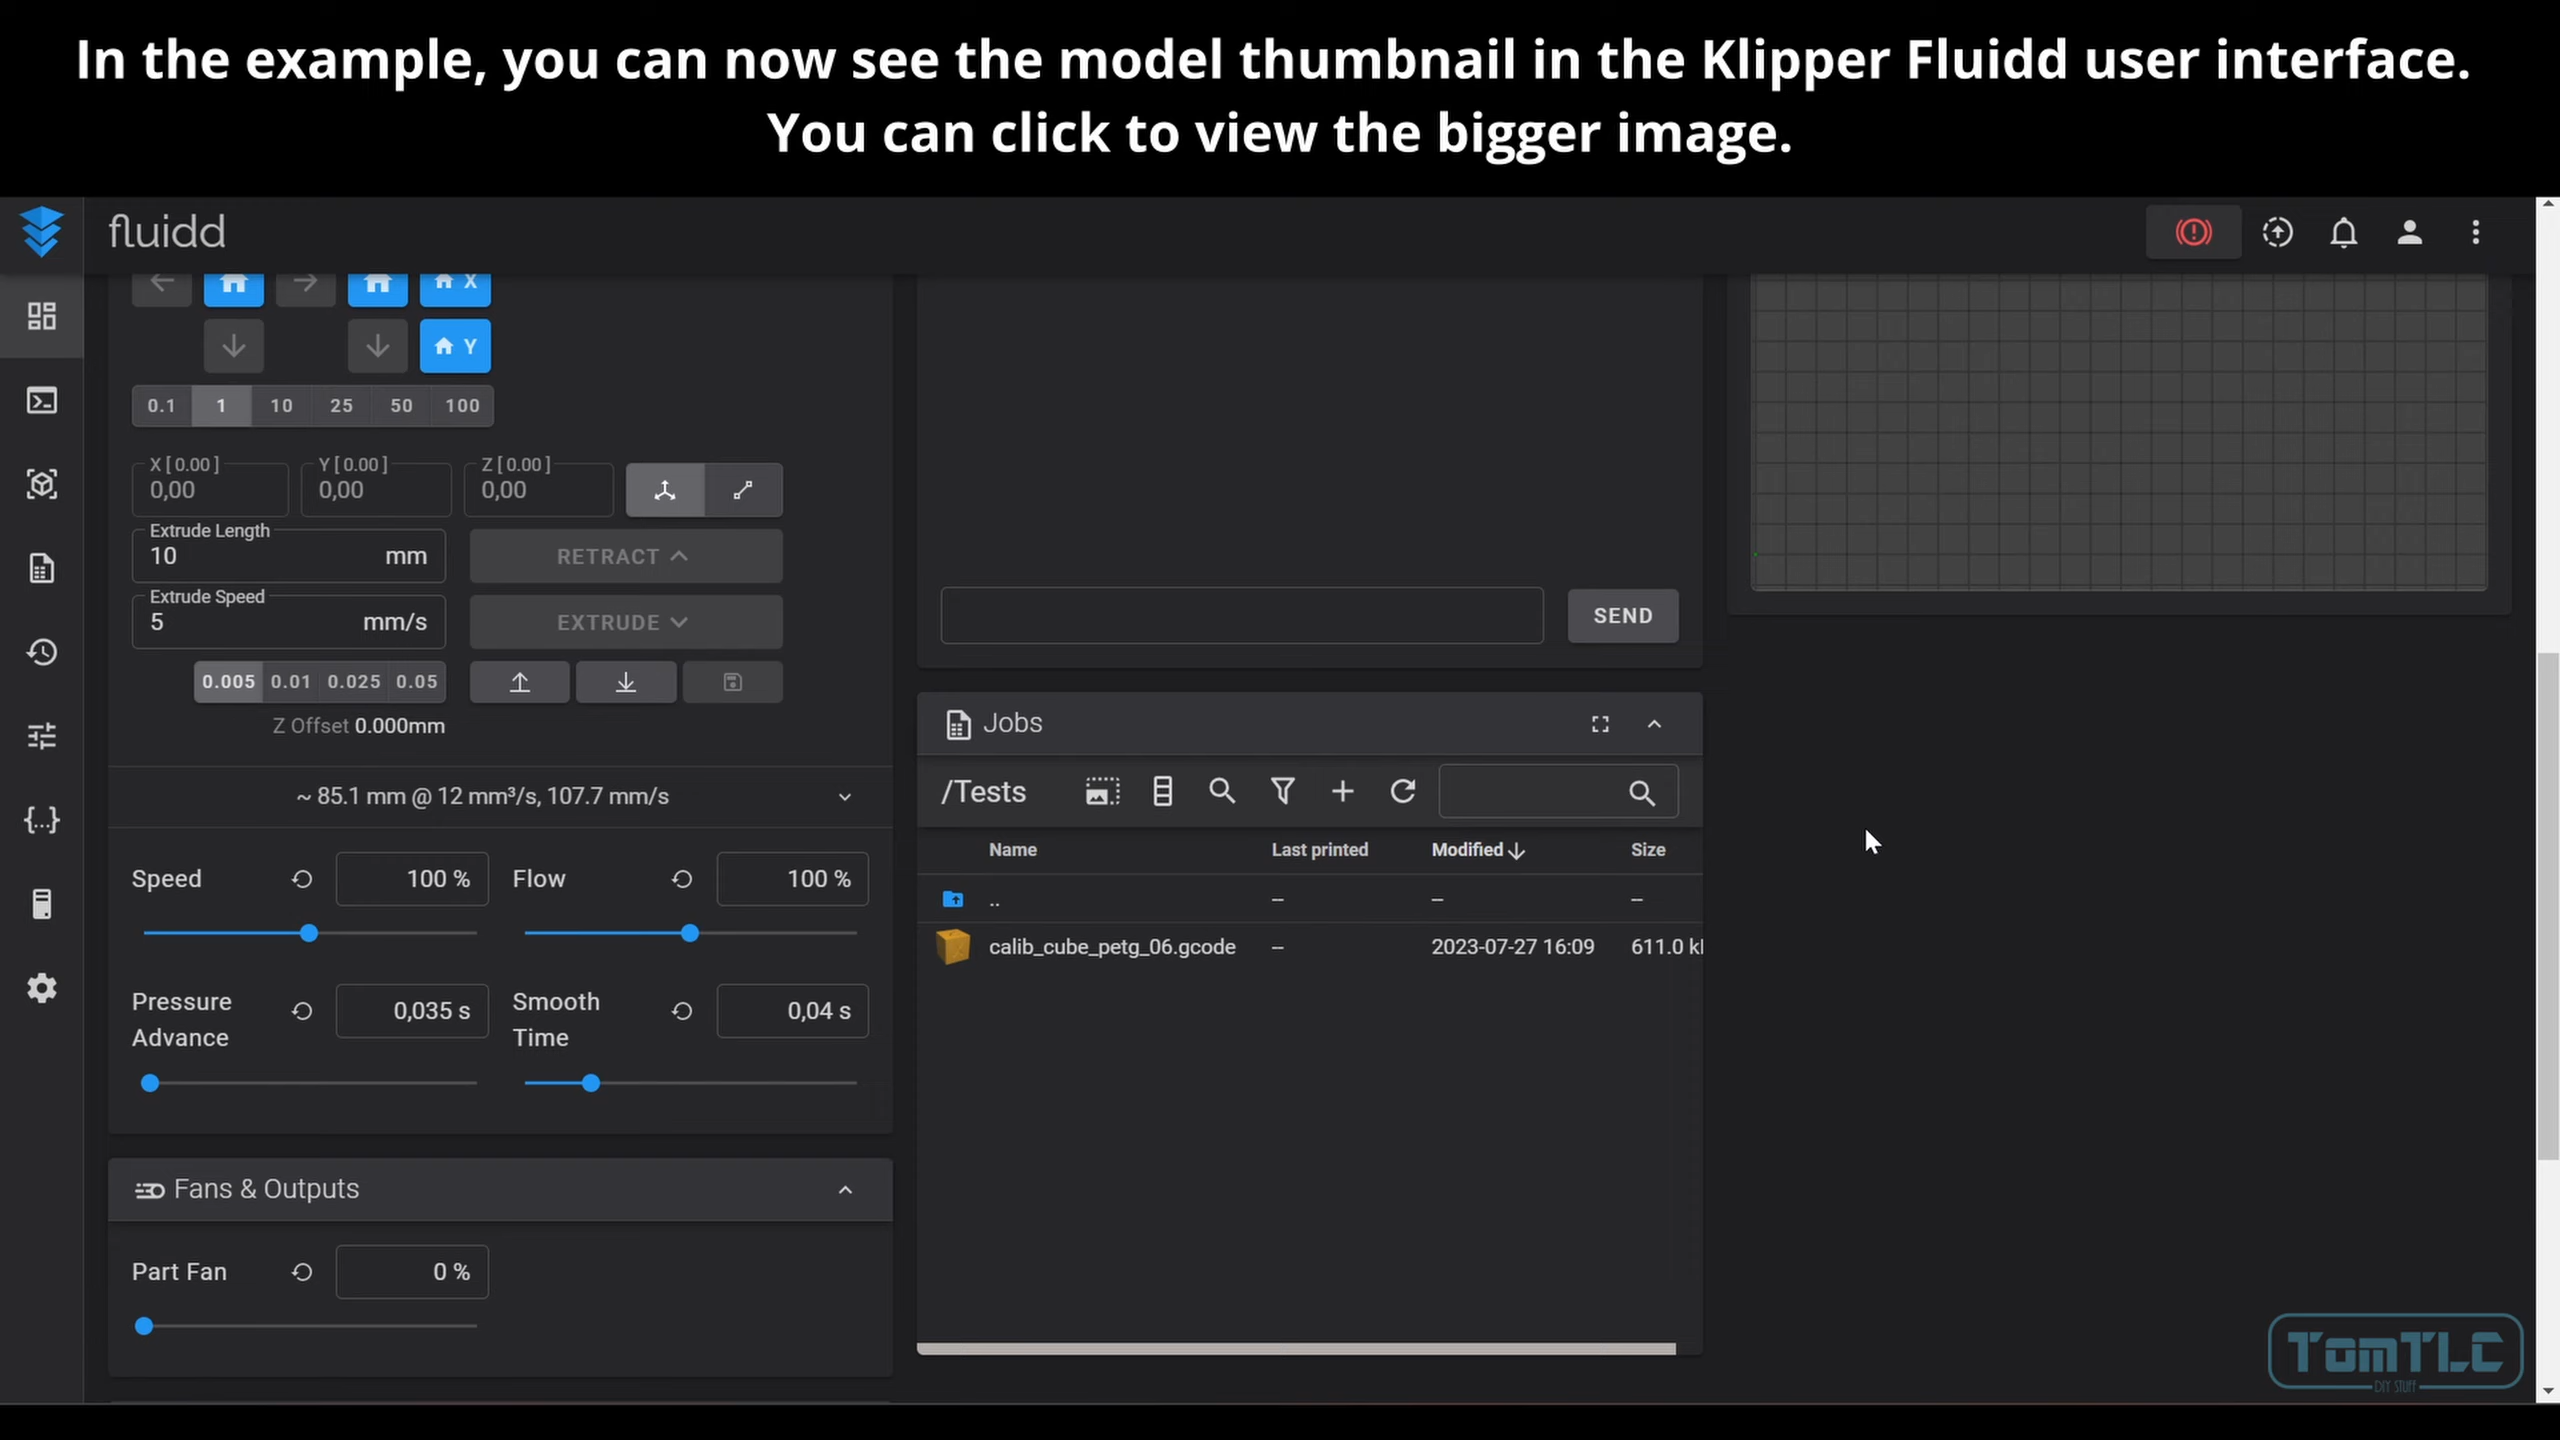 In the example, you can now see the model thumbnail in the Klipper Fluidd user interface.
You can click to view the bigger image.
fluidd
X
Y
0.1 1 10 25 50 100
X [ 0.00 ] Y [ 0.00 ] Z [ 0.00 ]
0,00 0,00 0,00
Extrude Length
10 mm RETRACT
Extrude Speed
5 mm/s EXTRUDE
0.005 0.01 0.025 0.05
Z Offset 0.000mm
~ 85.1 mm @ 12 mm³/s, 107.7 mm/s
Speed 100 % Flow 100 %
Pressure Advance 0,035 s Smooth Time 0,04 s
Fans & Outputs
Part Fan 0 %
SEND
Jobs
/Tests
Name Last printed Modified Size
.. – – –
calib_cube_petg_06.gcode – 2023-07-27 16:09 611.0 k
TomTLC
DIY STUFF